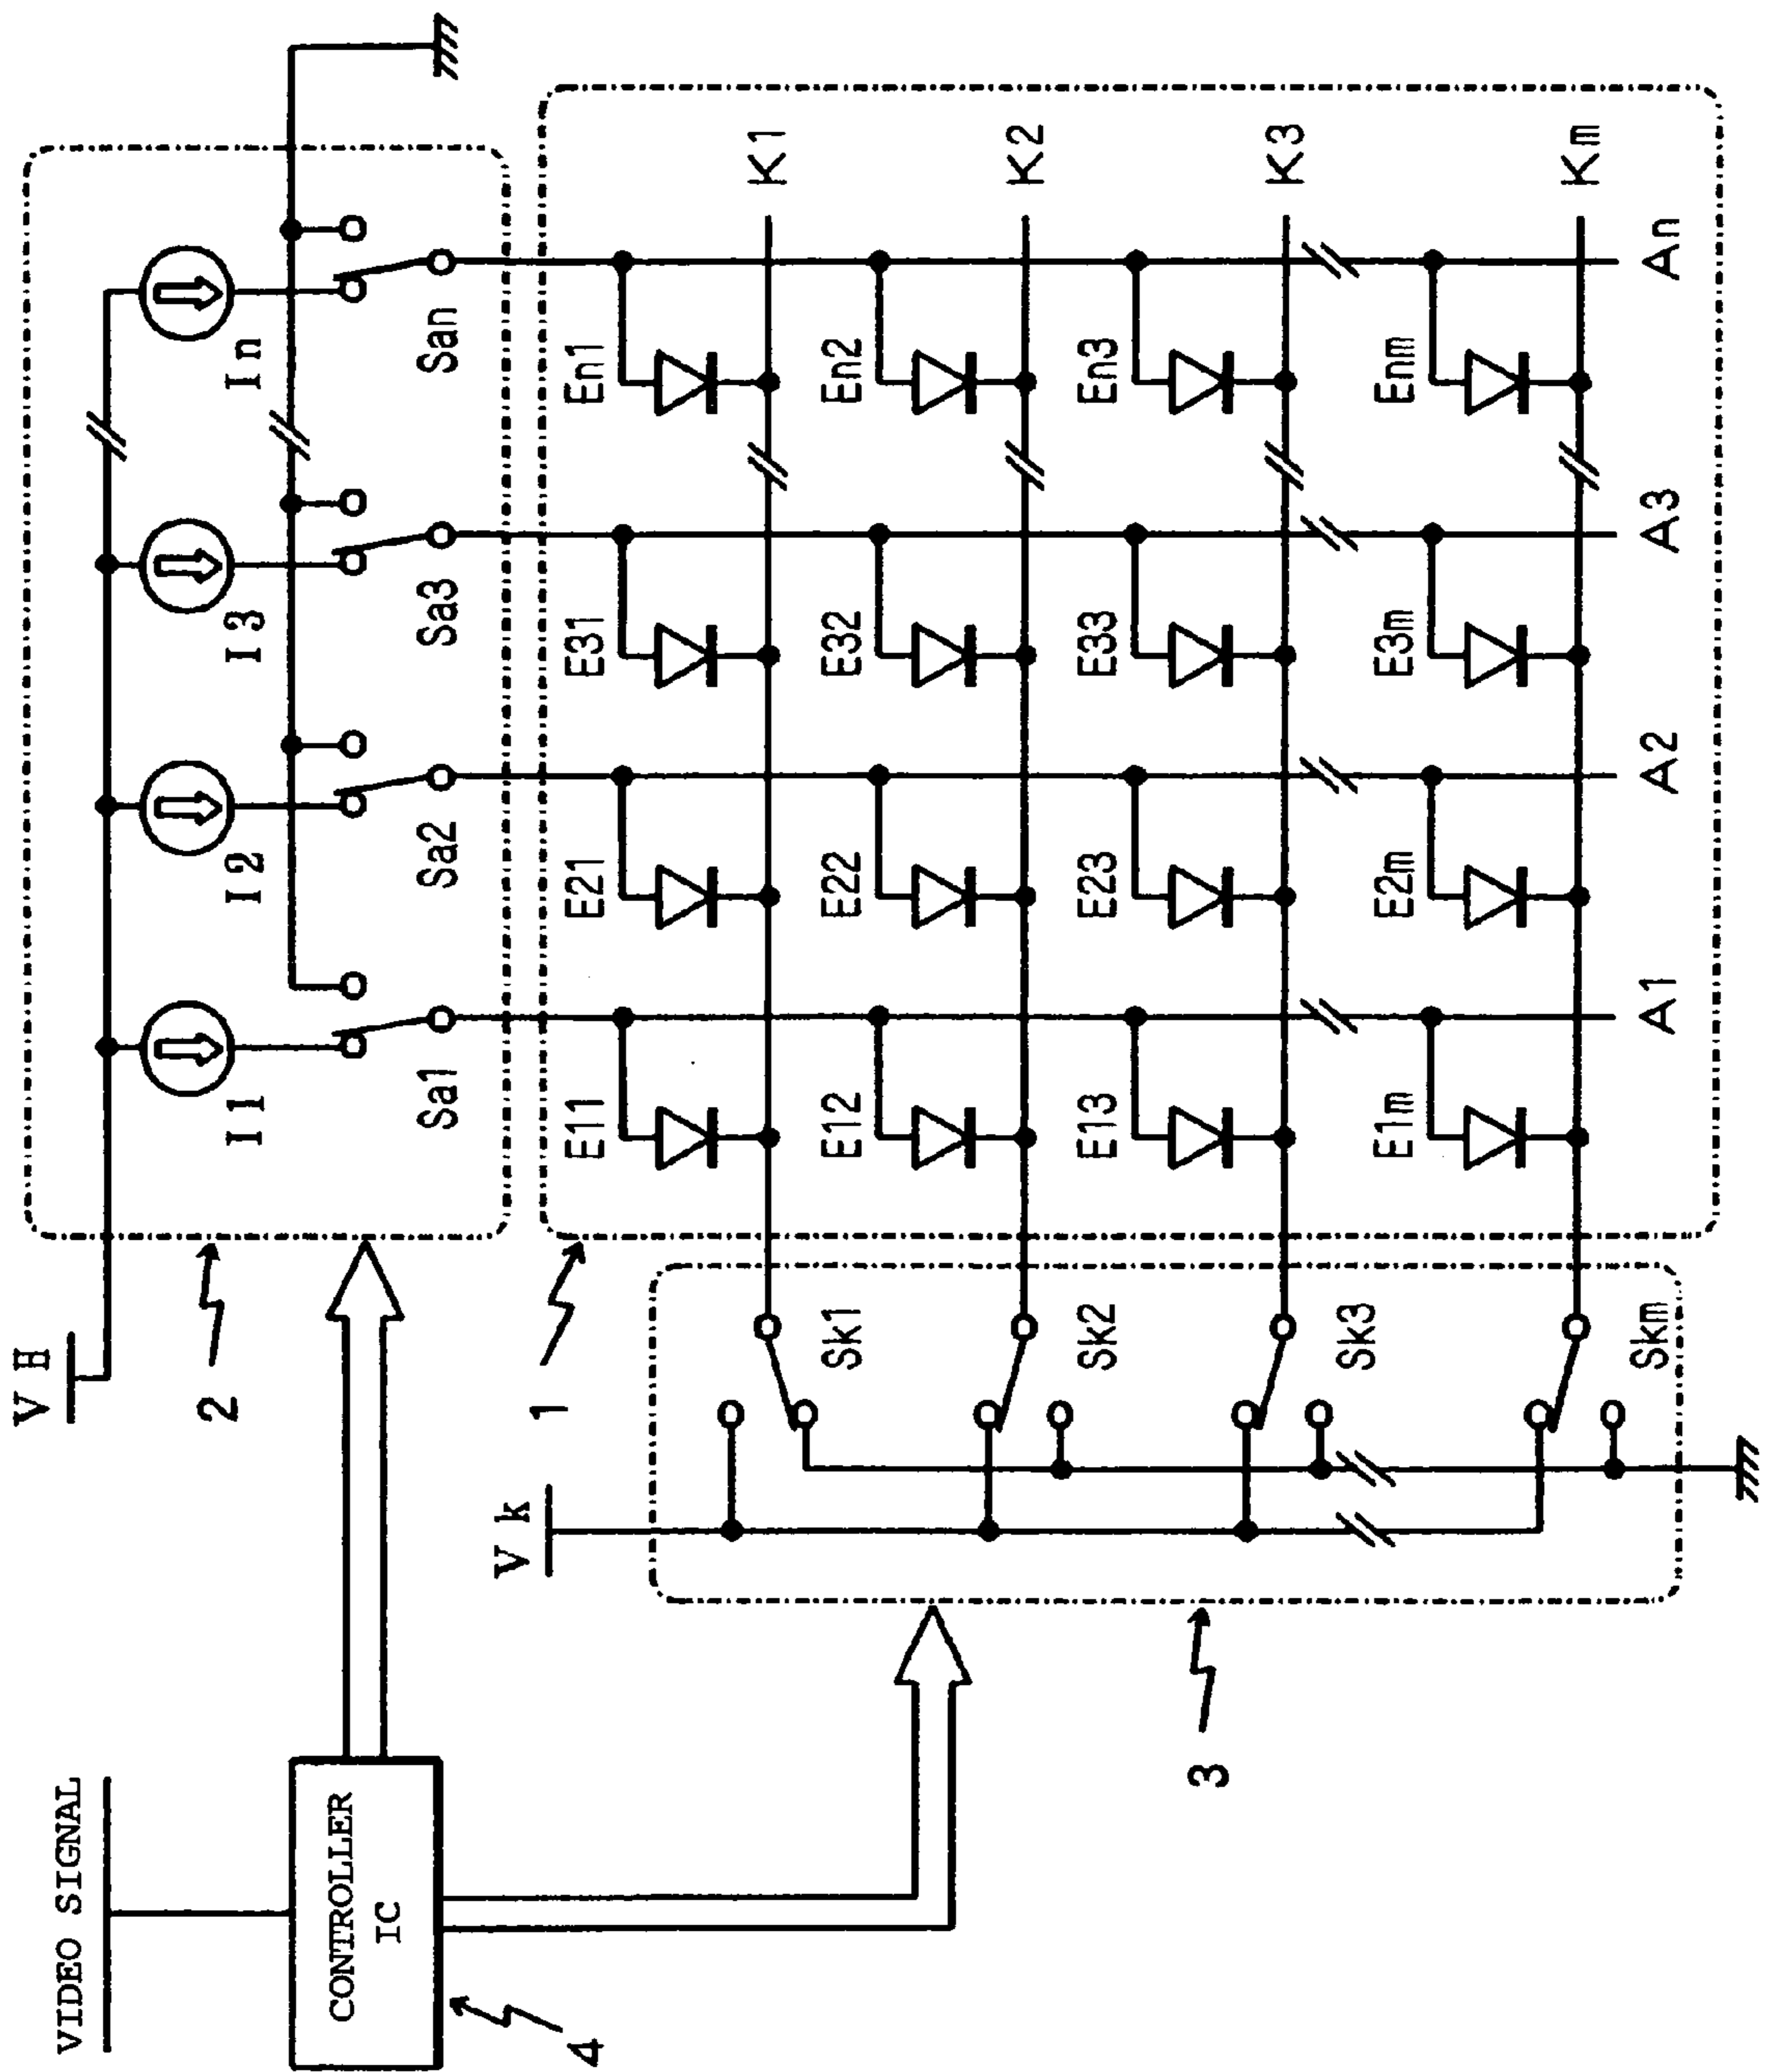 VIDEO SIGNAL
CONTROLLER
IC
4
VH
2
I1
I2
I3
In
Sa1
Sa2
Sa3
San
1
Vk
3
Sk1
Sk2
Sk3
Skm
E11
E21
E31
En1
K1
E12
E22
E32
En2
K2
E13
E23
E33
En3
K3
E1m
E2m
E3m
Enm
Km
A1
A2
A3
An